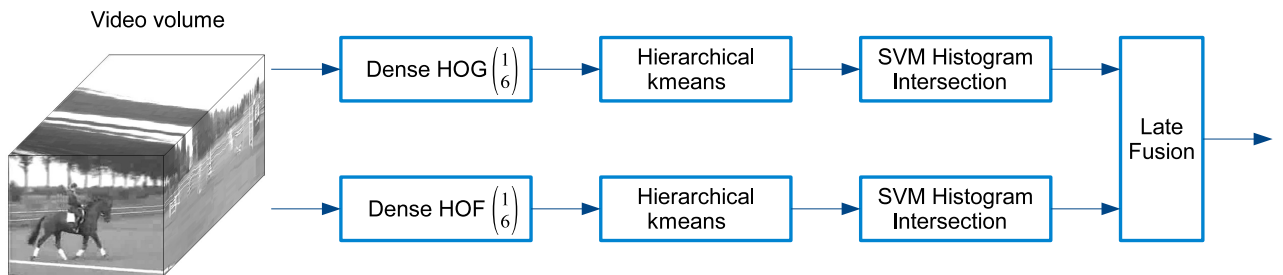 Video volume
Dense HOG (1 6)
Hierarchical
kmeans
SVM Histogram
Intersection
Late
Fusion
Dense HOF (1 6)
Hierarchical
kmeans
SVM Histogram
Intersection